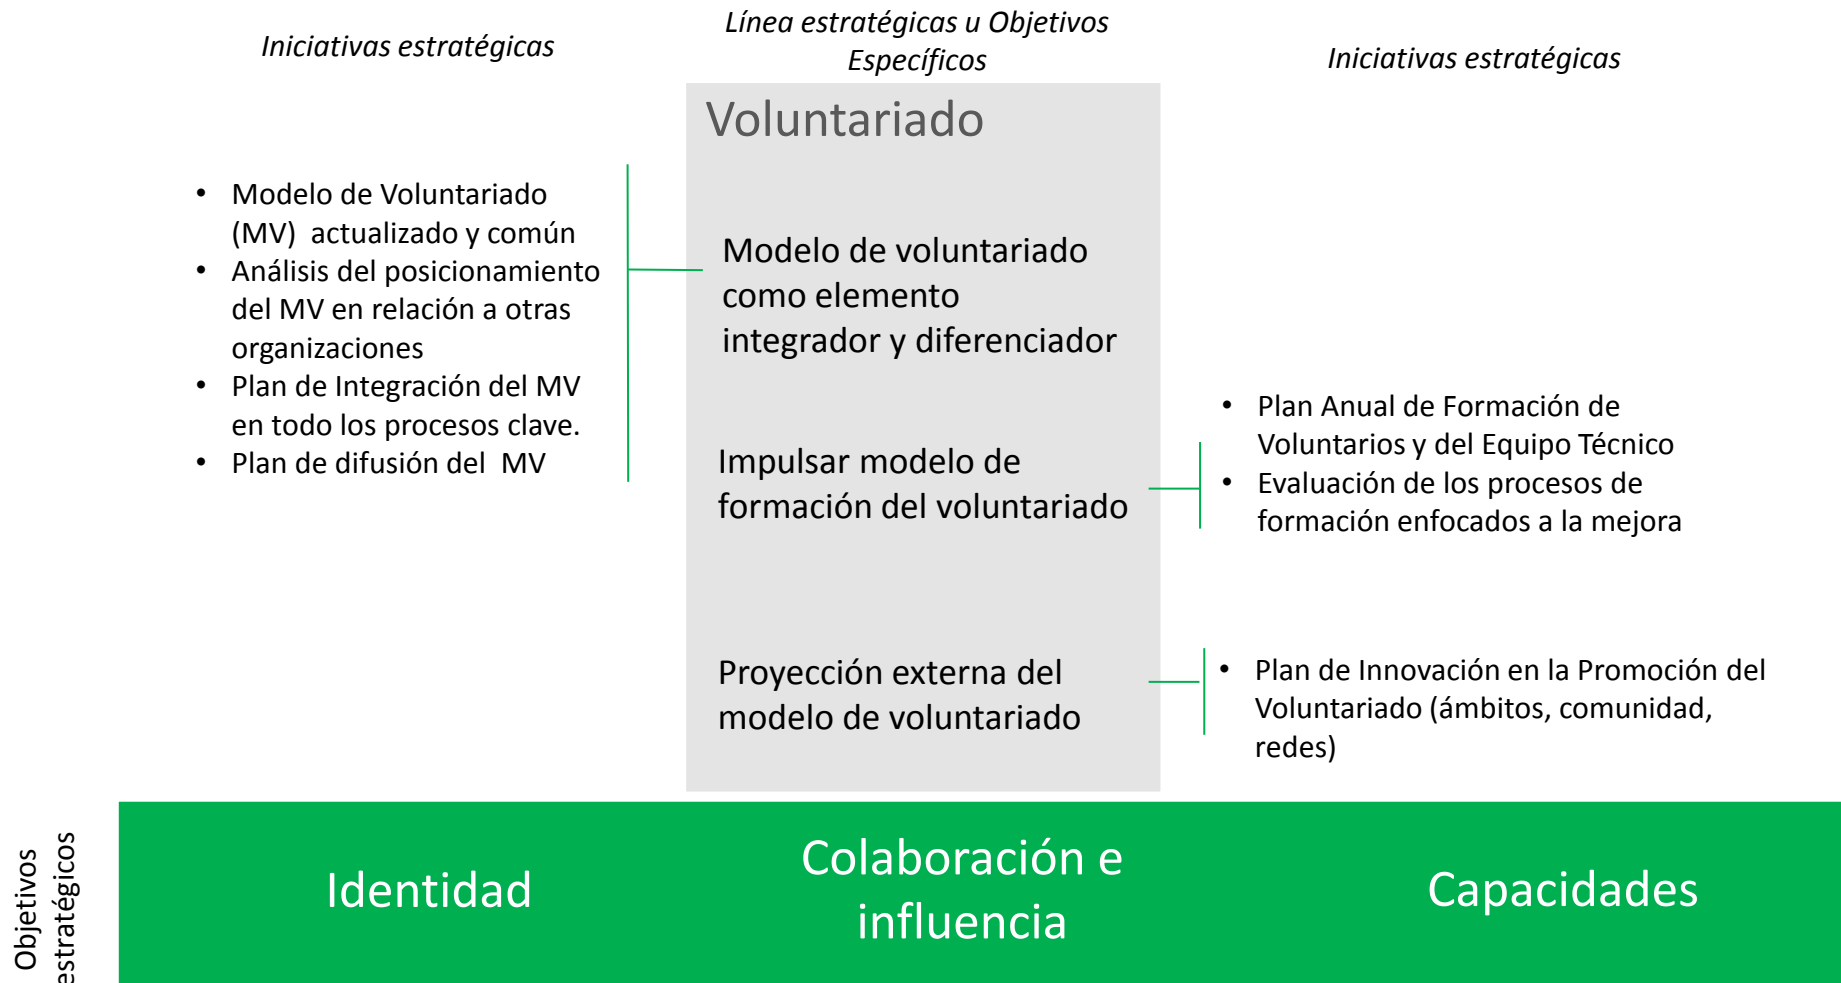 Iniciativas estratégicas
Línea estratégicas u Objetivos
Específicos
Iniciativas estratégicas
Voluntariado
• Modelo de Voluntariado
(MV) actualizado y común
• Análisis del posicionamiento
del MV en relación a otras
organizaciones
• Plan de Integración del MV
en todo los procesos clave.
• Plan de difusión del MV
Modelo de voluntariado
como elemento
integrador y diferenciador
Impulsar modelo de
formación del voluntariado
• Plan Anual de Formación de
Voluntarios y del Equipo Técnico
• Evaluación de los procesos de
formación enfocados a la mejora
Proyección externa del
modelo de voluntariado
• Plan de Innovación en la Promoción del
Voluntariado (ámbitos, comunidad,
redes)
Objetivos
estratégicos
Identidad
Colaboración e
influencia
Capacidades